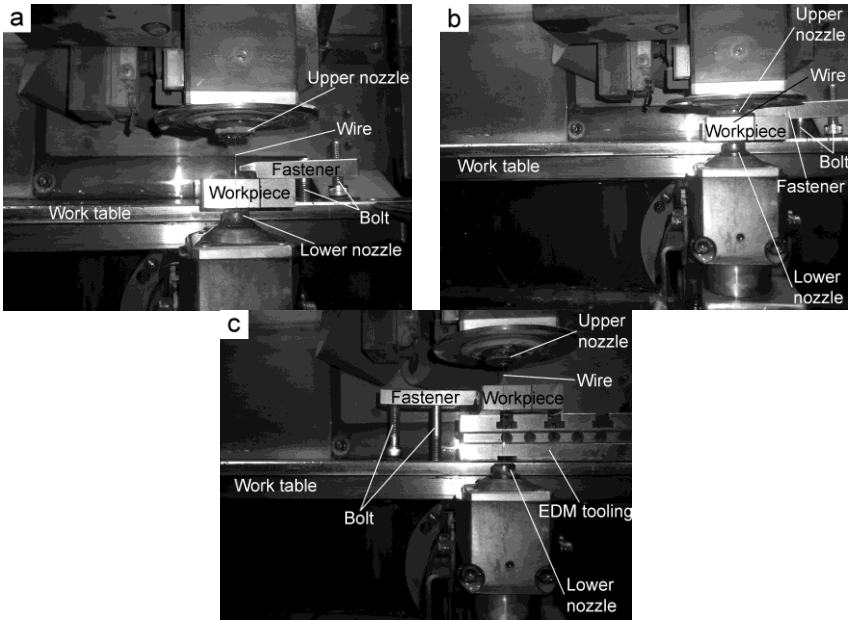 a
Upper nozzle
Wire
Fastener
Workpiece
Work table
Bolt
Lower nozzle
b
Upper
nozzle
Wire
Workpiece
Work table
Bolt
Fastener
Lower
nozzle
c
Upper
nozzle
Wire
Fastener
Workpiece
Work table
Bolt
EDM tooling
Lower
nozzle